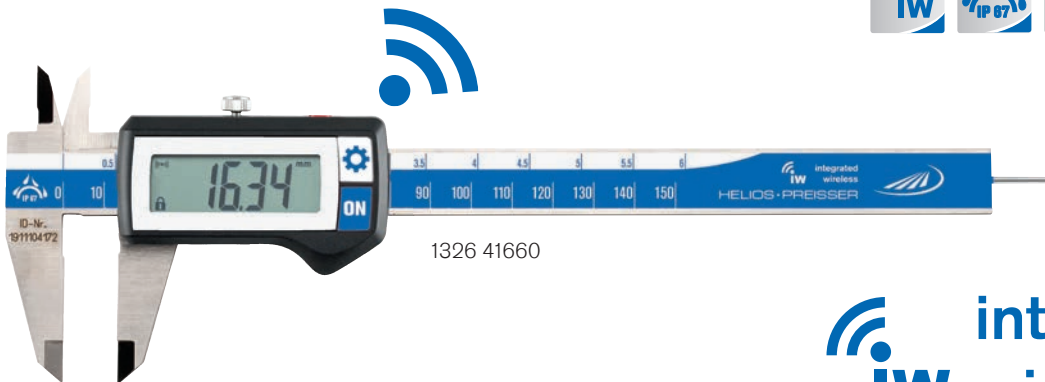 iw IP 67
16.34 mm
0.5 3.5 4 4.5 5 5.5 6
IP 67 0 10 90 100 110 120 130 140 150
ON
integrated
iw wireless
HELIOS-PREISSER
ID-Nr.
1911104172
1326 41660
int
iw